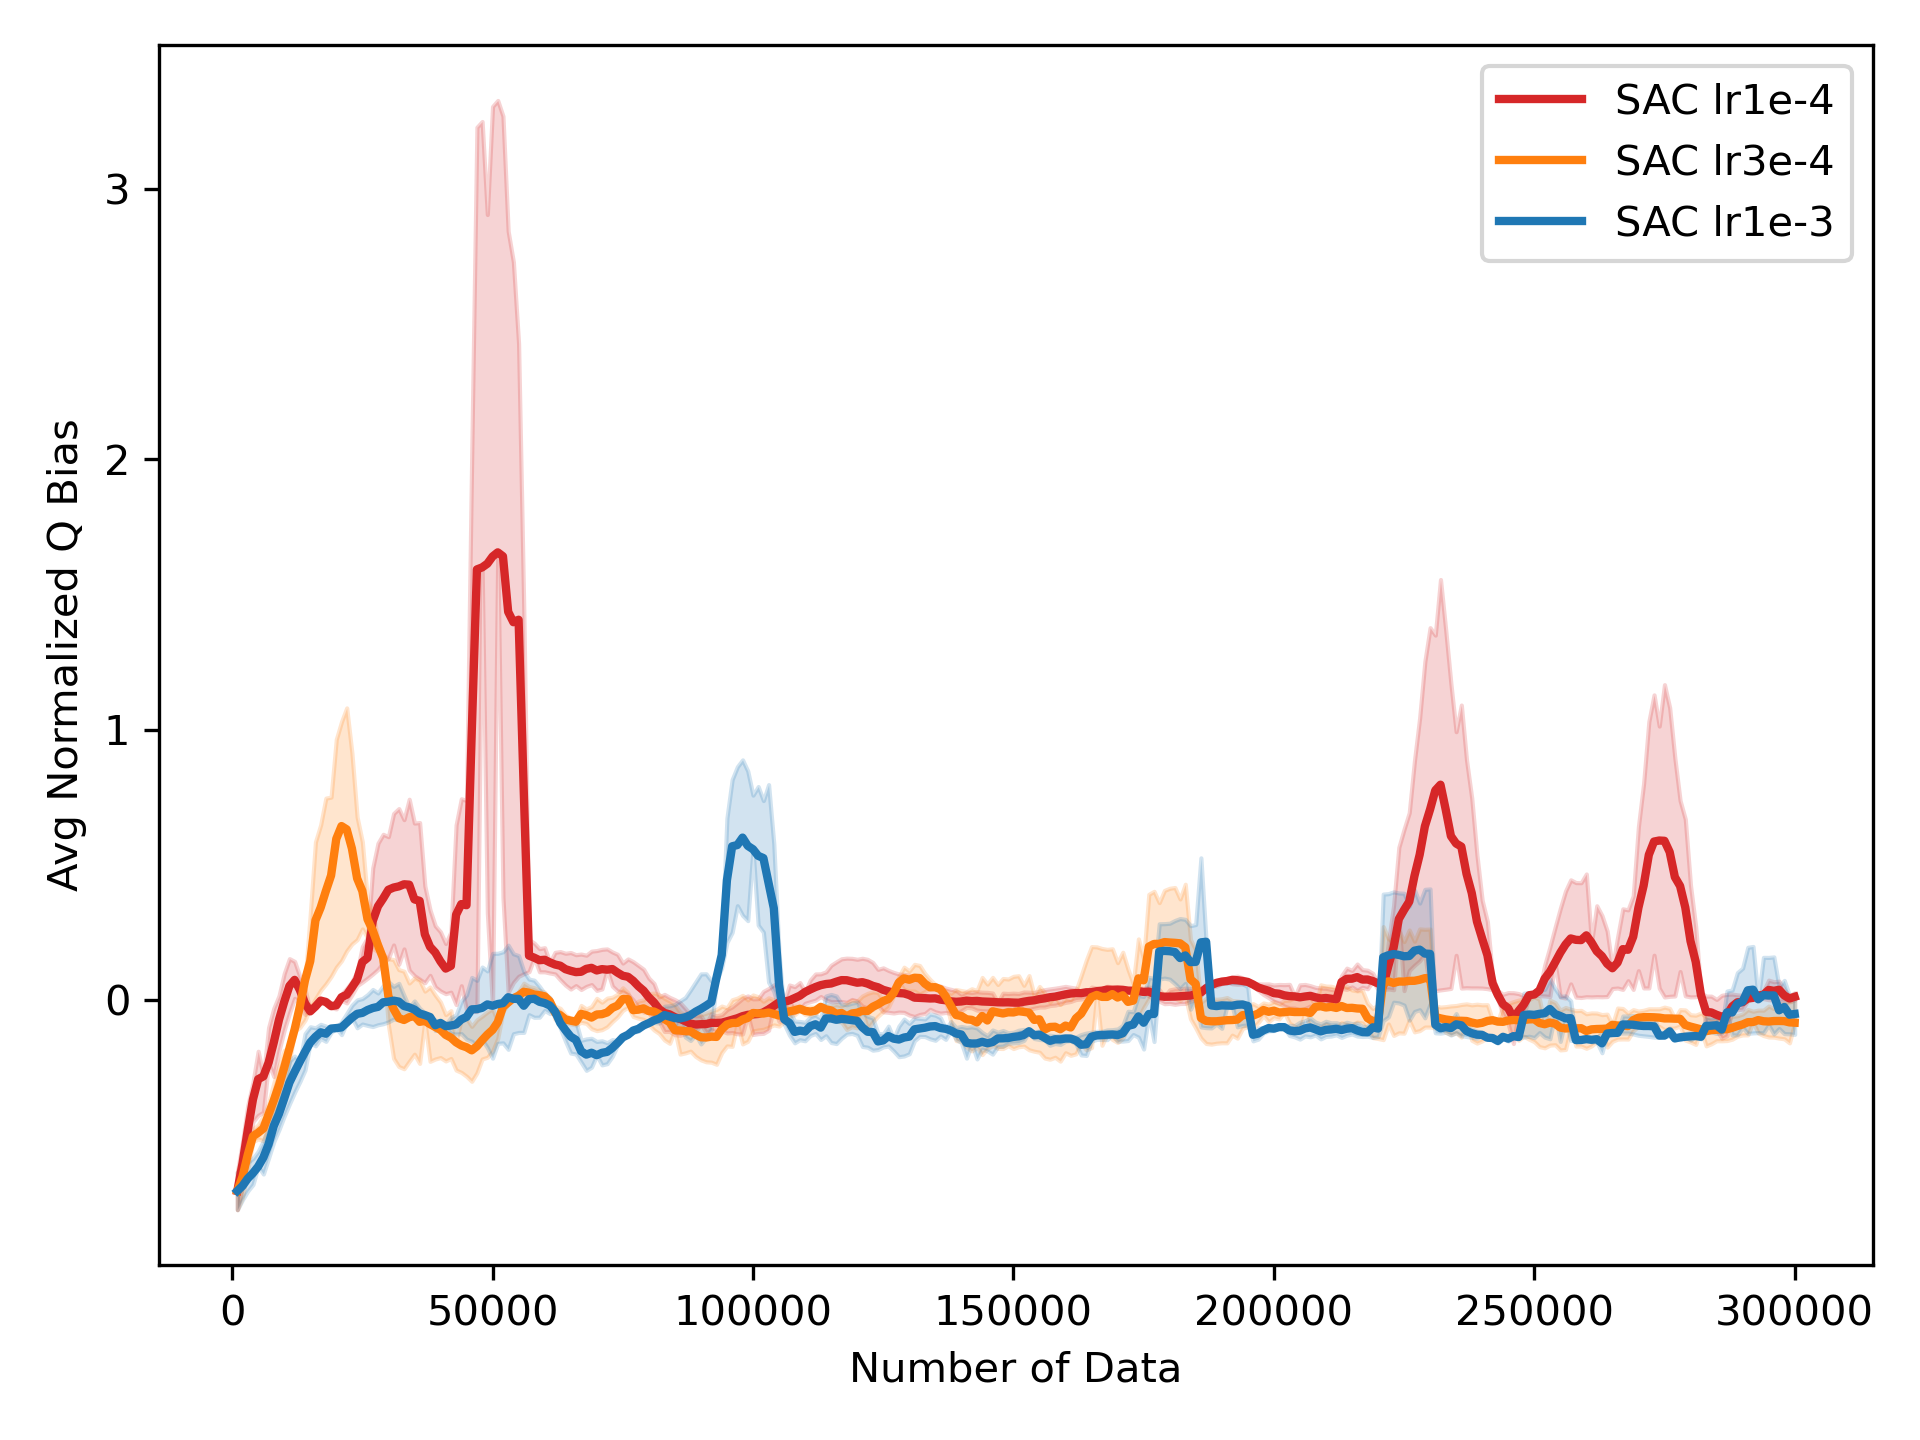 SAC lr1e-4
SAC lr3e-4
SAC lr1e-3
Avg Normalized Q Bias
3
2
1
0
0
50000
100000
150000
200000
250000
300000
Number of Data